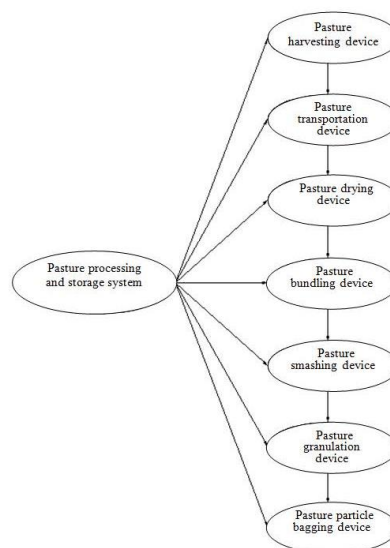 Pasture
harvesting device
Pasture
transportation
device
Pasture drying
device
Pasture processing
and storage system
Pasture
bundling device
Pasture
smashing device
Pasture
granulation
device
Pasture particle
bagging device